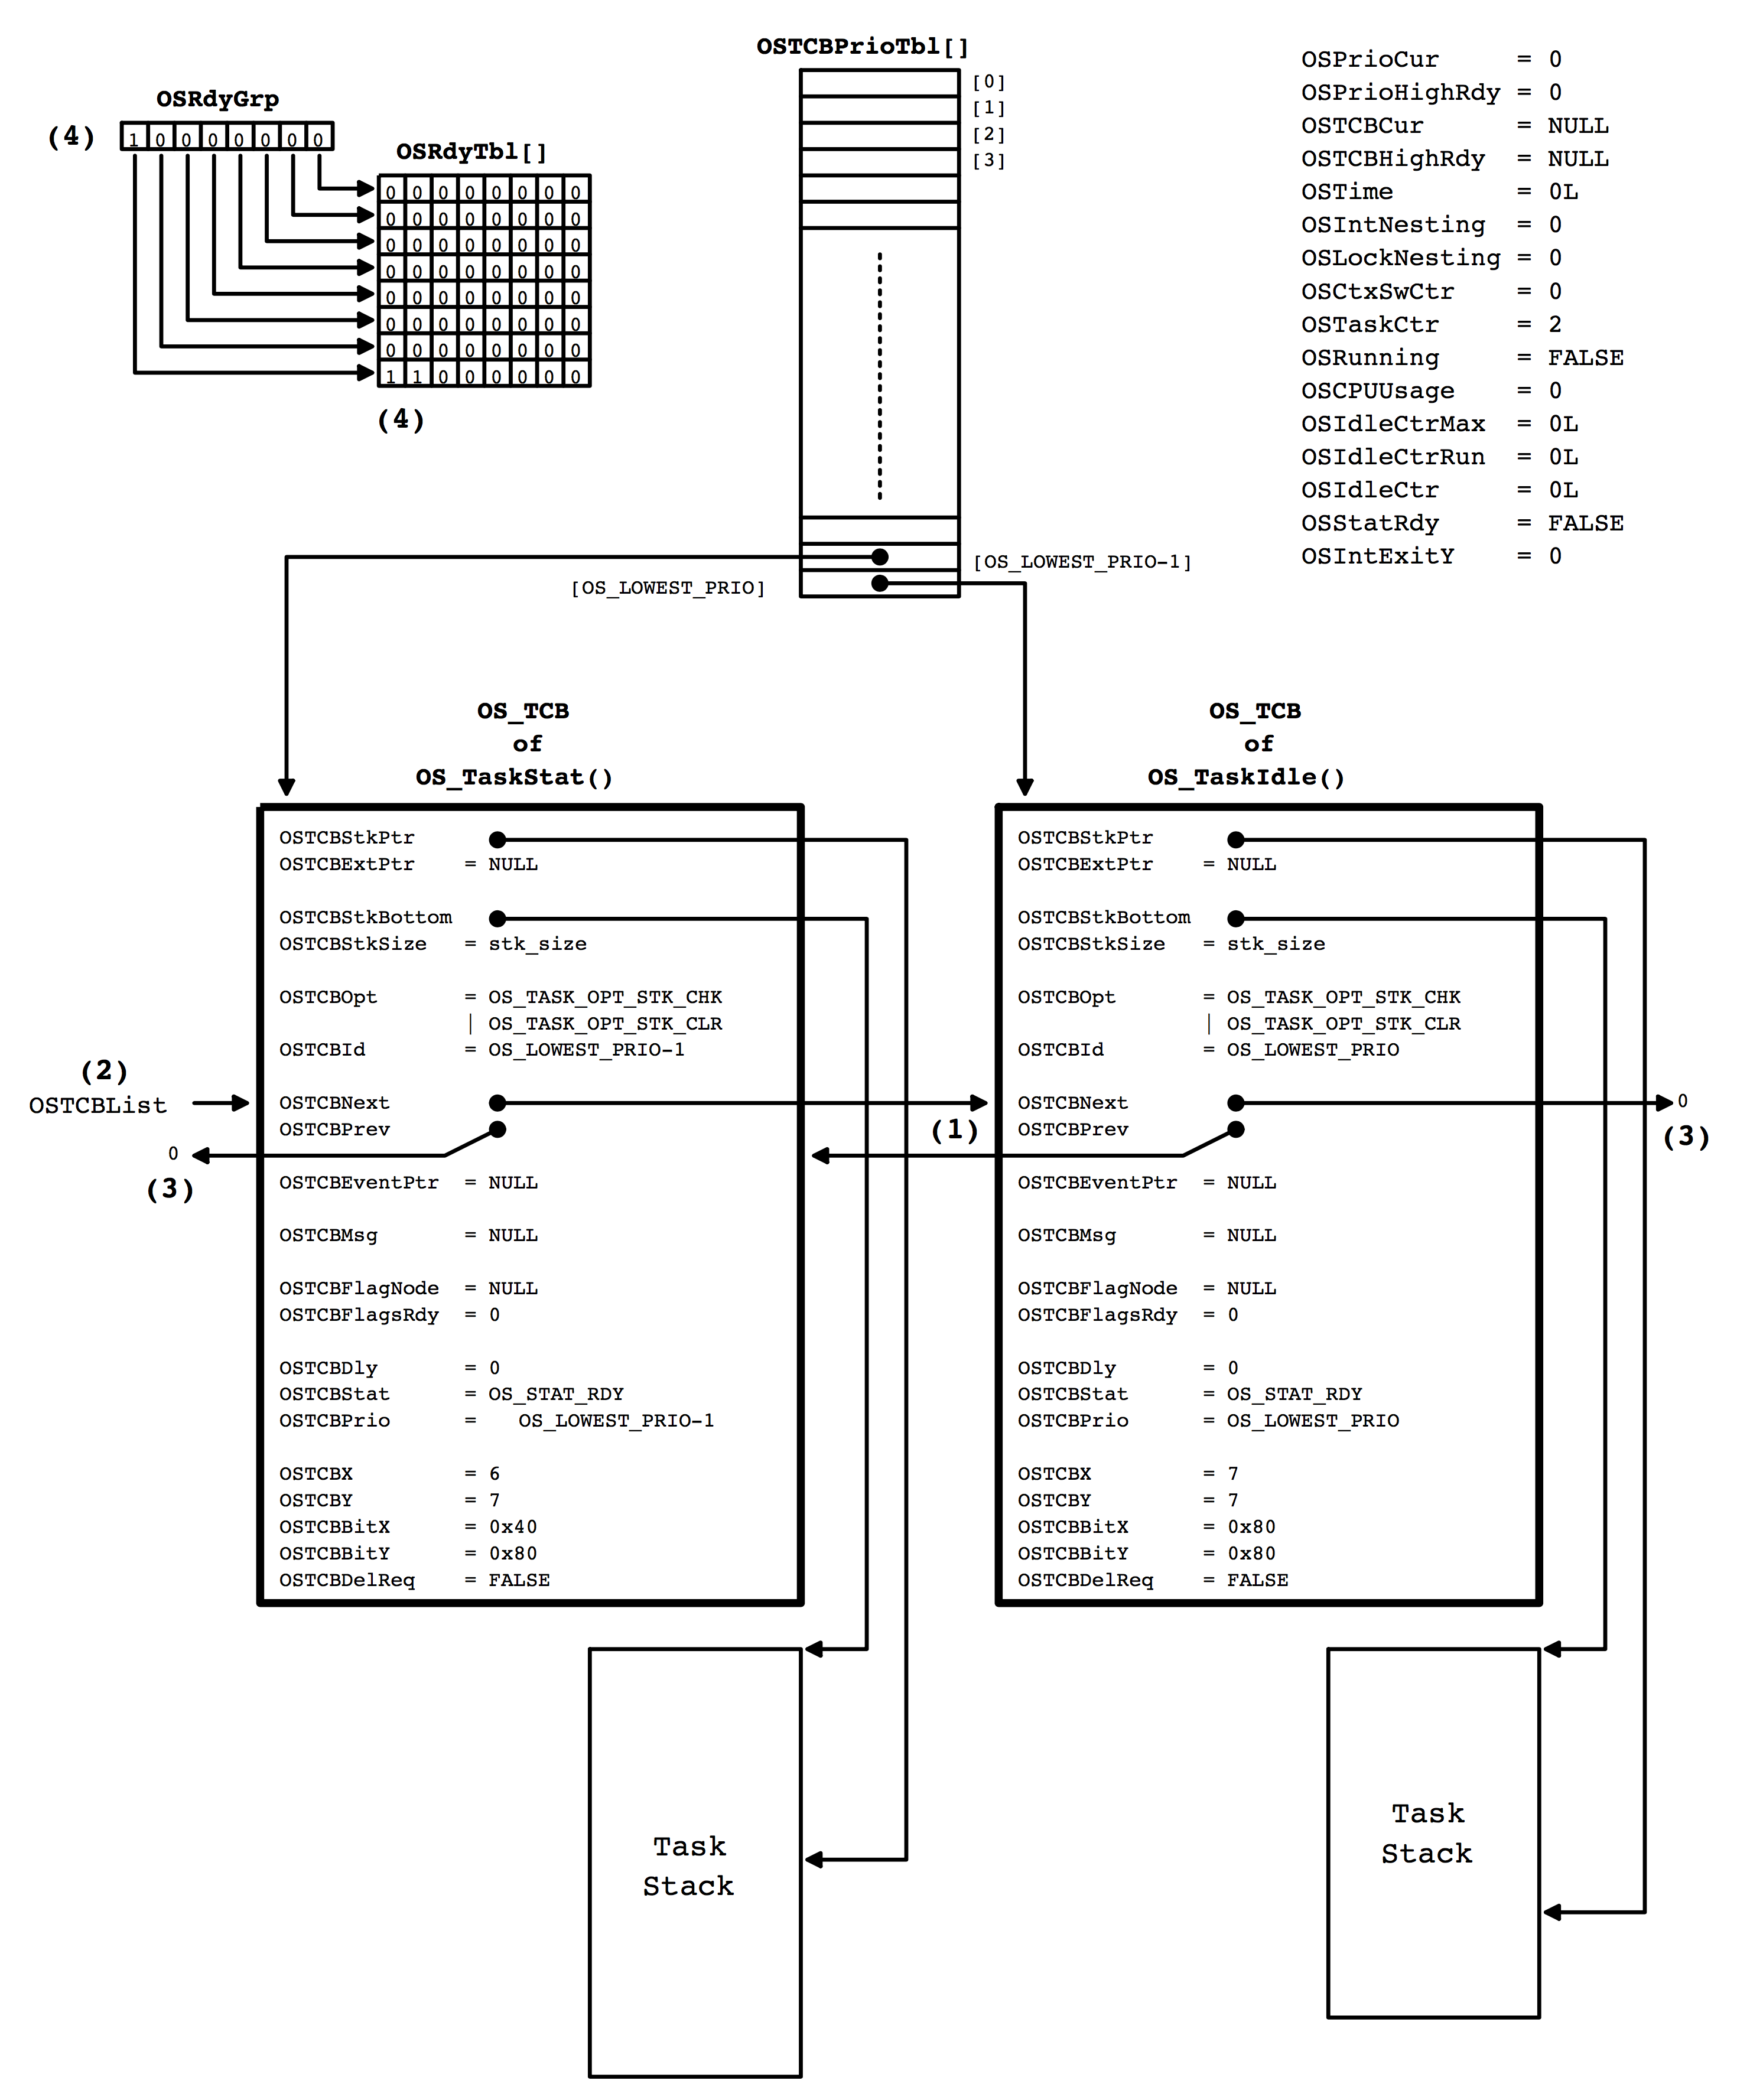 OSTCBPrioTbl[]
[0]
[1]
[2]
[3]
[OS_LOWEST_PRIO-1]
[OS_LOWEST_PRIO]
OSRdyGrp
(4)
1 0 0 0 0 0 0 0
OSRdyTbl[]
0 0 0 0 0 0 0 0
0 0 0 0 0 0 0 0
0 0 0 0 0 0 0 0
0 0 0 0 0 0 0 0
0 0 0 0 0 0 0 0
0 0 0 0 0 0 0 0
0 0 0 0 0 0 0 0
1 1 0 0 0 0 0 0
(4)
OSPrioCur = 0
OSPrioHighRdy = 0
OSTCBCur = NULL
OSTCBHighRdy = NULL
OSTime = 0L
OSIntNesting = 0
OSLockNesting = 0
OSCtxSwCtr = 0
OSTaskCtr = 2
OSRunning = FALSE
OSCPUUsage = 0
OSIdleCtrMax = 0L
OSIdleCtrRun = 0L
OSIdleCtr = 0L
OSStatRdy = FALSE
OSIntExitY = 0
OS_TCB
of
OS_TaskStat()
OSTCBStkPtr
OSTCBExtPtr = NULL
OSTCBStkBottom
OSTCBStkSize = stk_size
OSTCBOpt = OS_TASK_OPT_STK_CHK
| OS_TASK_OPT_STK_CLR
OSTCBId = OS_LOWEST_PRIO-1
OSTCBNext
OSTCBPrev
OSTCBEventPtr = NULL
OSTCBMsg = NULL
OSTCBFlagNode = NULL
OSTCBFlagsRdy = 0
OSTCBDly = 0
OSTCBStat = OS_STAT_RDY
OSTCBPrio = OS_LOWEST_PRIO-1
OSTCBX = 6
OSTCBY = 7
OSTCBBitX = 0x40
OSTCBBitY = 0x80
OSTCBDelReq = FALSE
(2)
OSTCBList
0
(3)
(1)
OS_TCB
of
OS_TaskIdle()
OSTCBStkPtr
OSTCBExtPtr = NULL
OSTCBStkBottom
OSTCBStkSize = stk_size
OSTCBOpt = OS_TASK_OPT_STK_CHK
| OS_TASK_OPT_STK_CLR
OSTCBId = OS_LOWEST_PRIO
OSTCBNext
OSTCBPrev
OSTCBEventPtr = NULL
OSTCBMsg = NULL
OSTCBFlagNode = NULL
OSTCBFlagsRdy = 0
OSTCBDly = 0
OSTCBStat = OS_STAT_RDY
OSTCBPrio = OS_LOWEST_PRIO
OSTCBX = 7
OSTCBY = 7
OSTCBBitX = 0x80
OSTCBBitY = 0x80
OSTCBDelReq = FALSE
0
(3)
Task
Stack
Task
Stack